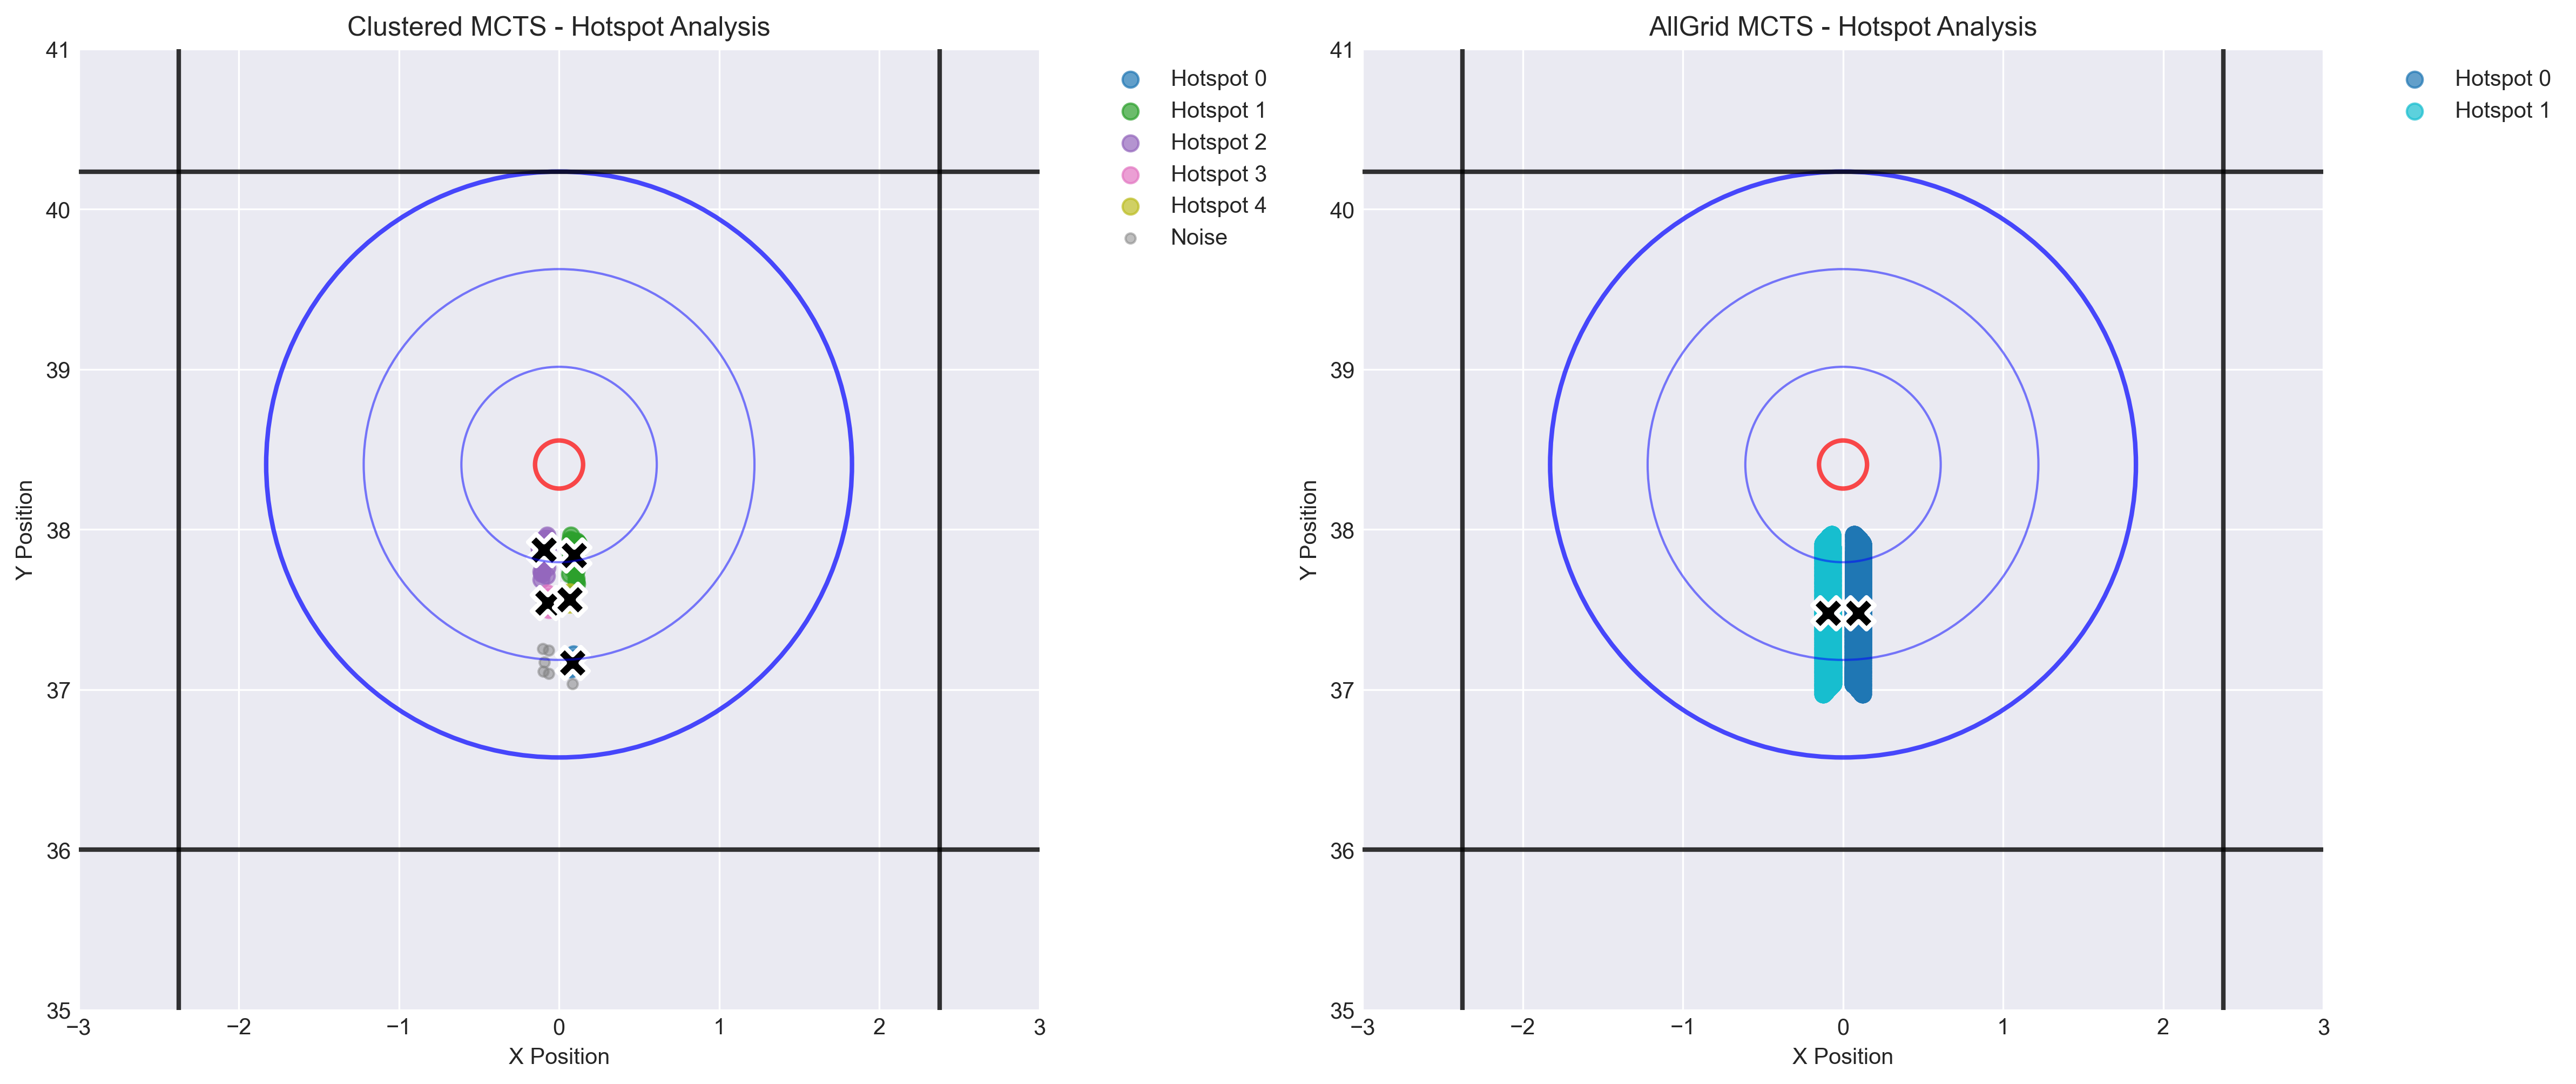 Clustered MCTS - Hotspot Analysis
41
40
39
38
37
36
35
Y Position
−3
−2
−1
0
1
2
3
X Position
Hotspot 0
Hotspot 1
Hotspot 2
Hotspot 3
Hotspot 4
Noise
AllGrid MCTS - Hotspot Analysis
41
40
39
38
37
36
35
Y Position
−3
−2
−1
0
1
2
3
X Position
Hotspot 0
Hotspot 1